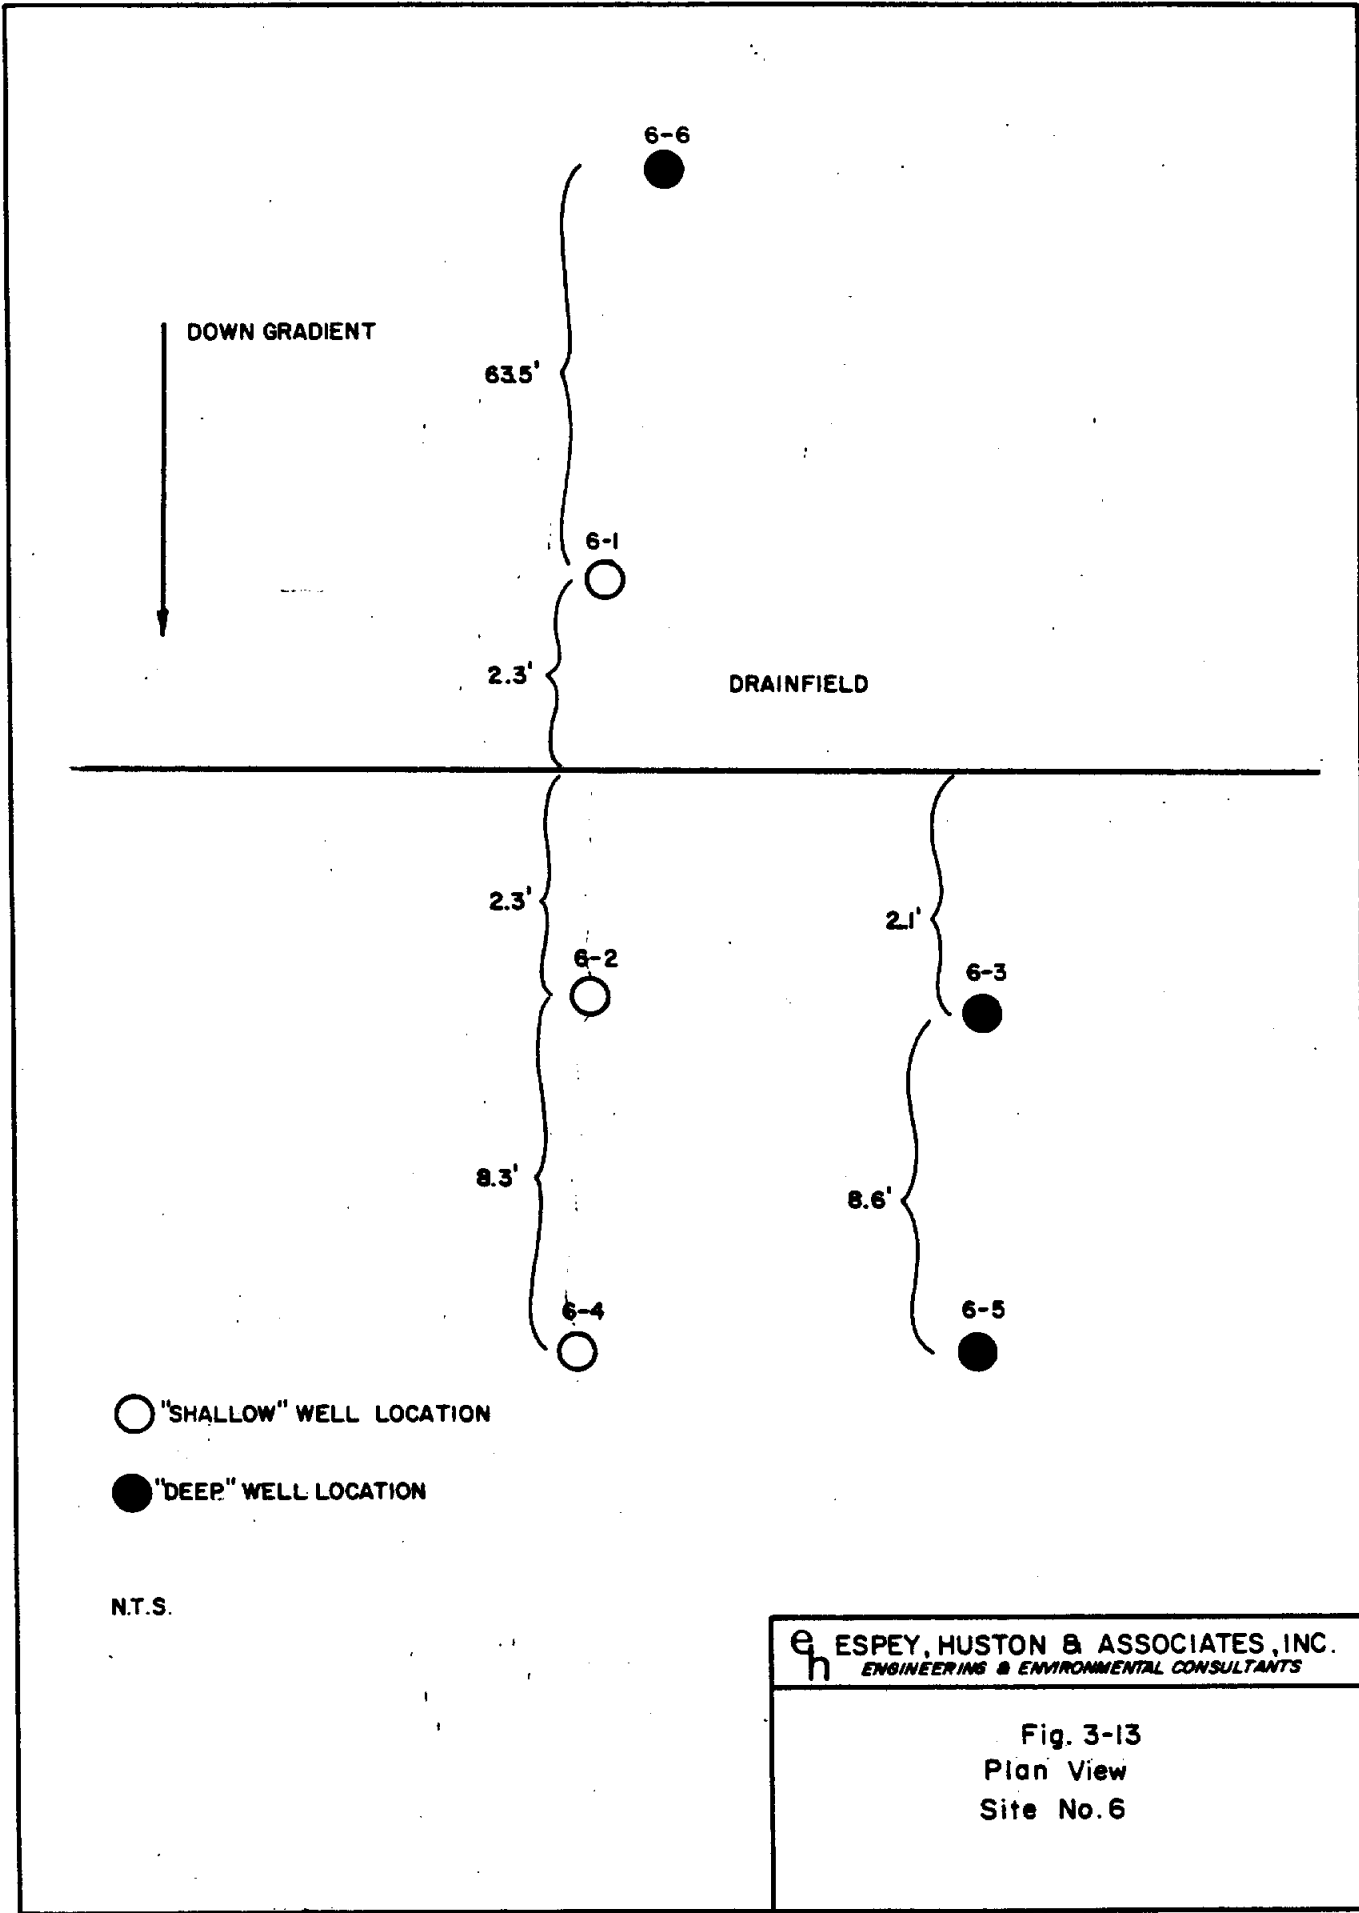 6-6
DOWN GRADIENT
63.5'
6-1
2.3'
DRAINFIELD
2.3'
2.1'
6-2
6-3
8.3'
8.6'
6-4
6-5
"SHALLOW" WELL LOCATION
"DEEP" WELL LOCATION
N.T.S.
eh ESPEY, HUSTON & ASSOCIATES, INC.
ENGINEERING & ENVIRONMENTAL CONSULTANTS
Fig. 3-13
Plan View
Site No. 6